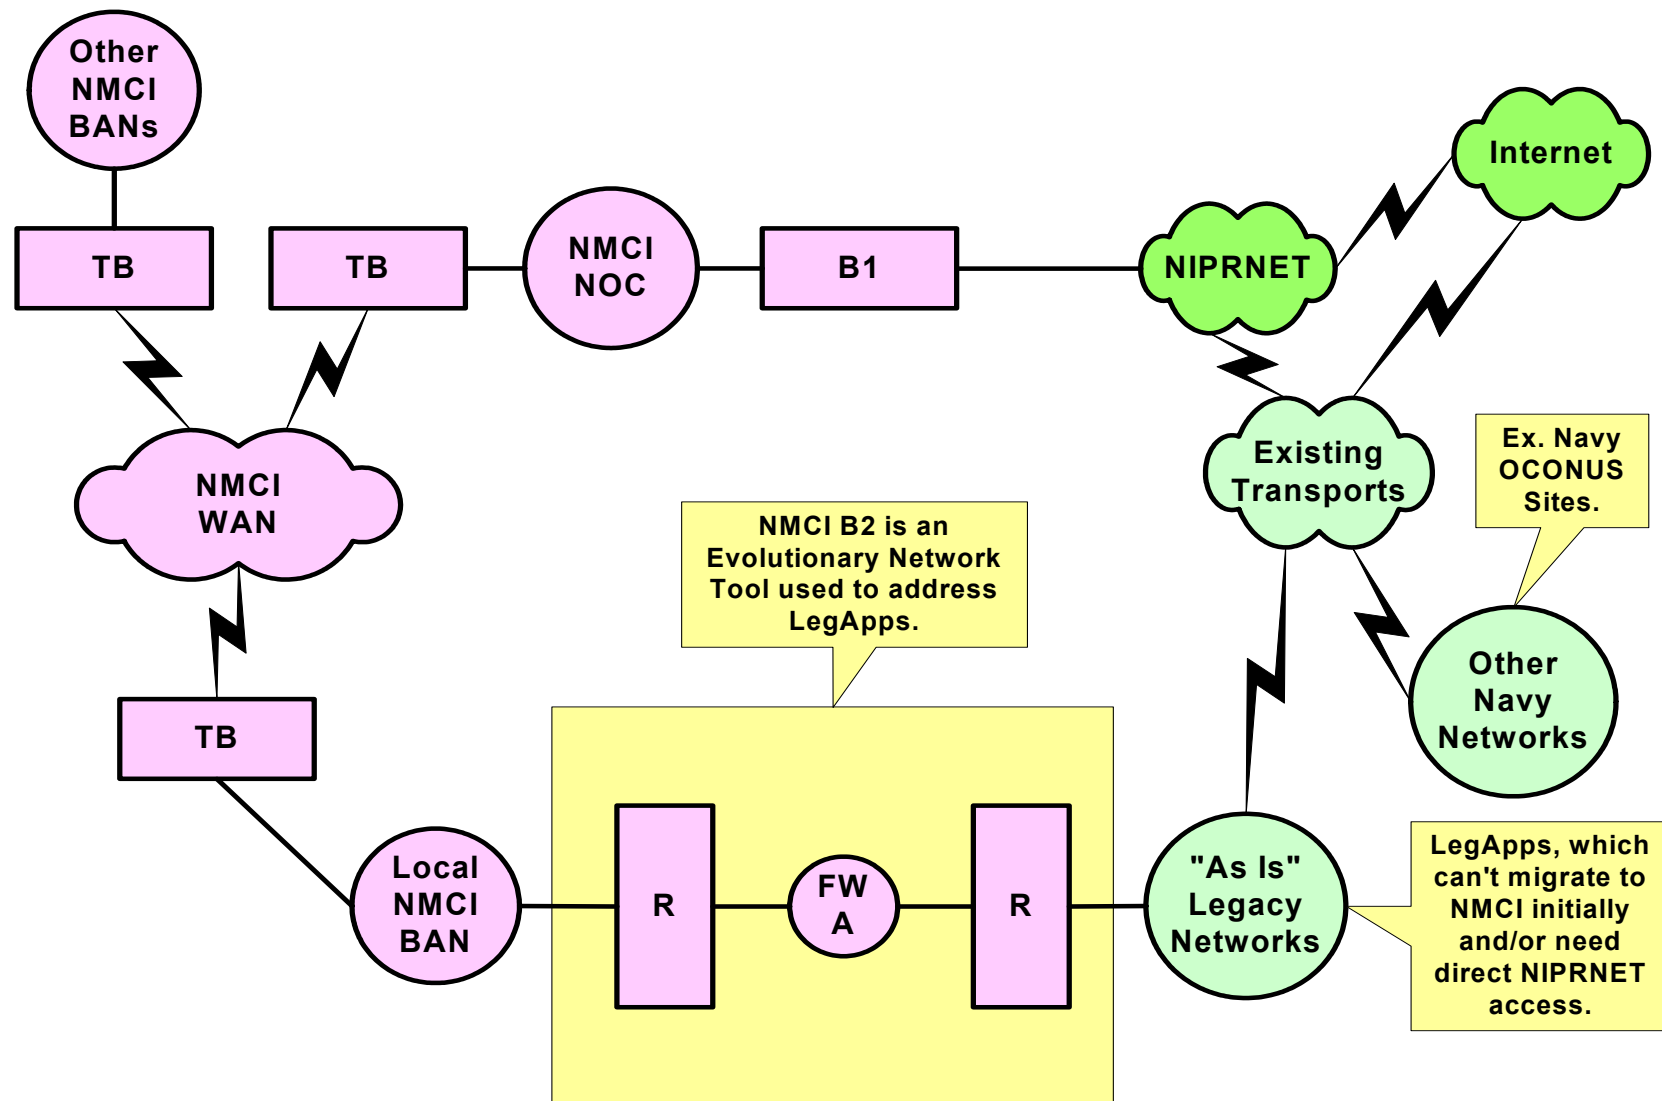 Other
NMCI
BANs
Internet
TB
TB
NMCI
NOC
B1
NIPRNET
Existing
Transports
Ex. Navy
OCONUS
Sites.
NMCI
WAN
NMCI B2 is an
Evolutionary Network
Tool used to address
LegApps.
Other
Navy
Networks
TB
Local
NMCI
BAN
R
FW
A
R
"As Is"
Legacy
Networks
LegApps, which
can't migrate to
NMCI initially
and/or need
direct NIPRNET
access.